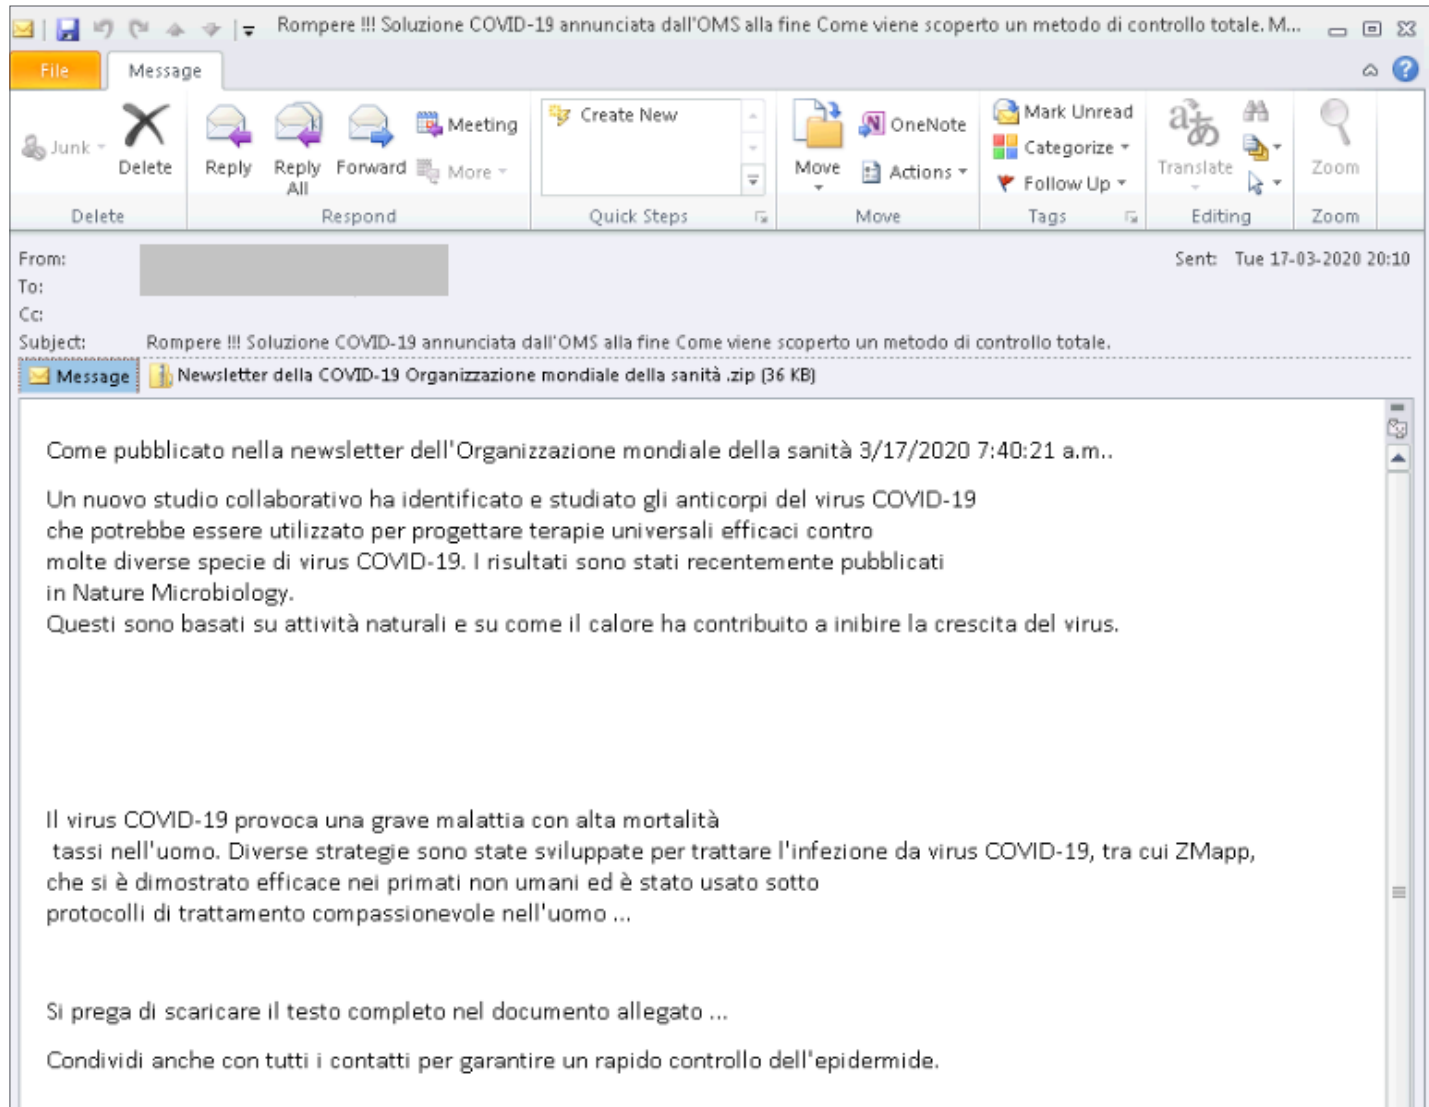 Rompere !!! Soluzione COVID-19 annunciata dall'OMS alla fine Come viene scoperto un metodo di controllo totale. M...
File Message
Junk
Delete
Reply
Reply All
Forward
Meeting
More
Create New
Move
OneNote
Actions
Mark Unread
Categorize
Follow Up
Translate
Zoom
Delete Respond Quick Steps Move Tags Editing Zoom
From: Sent: Tue 17-03-2020 20:10
To:
Cc:
Subject: Rompere !!! Soluzione COVID-19 annunciata dall'OMS alla fine Come viene scoperto un metodo di controllo totale.
Message Newsletter della COVID-19 Organizzazione mondiale della sanità .zip (36 KB)
Come pubblicato nella newsletter dell'Organizzazione mondiale della sanità 3/17/2020 7:40:21 a.m..
Un nuovo studio collaborativo ha identificato e studiato gli anticorpi del virus COVID-19
che potrebbe essere utilizzato per progettare terapie universali efficaci contro
molte diverse specie di virus COVID-19. I risultati sono stati recentemente pubblicati
in Nature Microbiology.
Questi sono basati su attività naturali e su come il calore ha contribuito a inibire la crescita del virus.
Il virus COVID-19 provoca una grave malattia con alta mortalità
tassi nell'uomo. Diverse strategie sono state sviluppate per trattare l'infezione da virus COVID-19, tra cui ZMapp,
che si è dimostrato efficace nei primati non umani ed è stato usato sotto
protocolli di trattamento compassionevole nell'uomo ...
Si prega di scaricare il testo completo nel documento allegato ...
Condividi anche con tutti i contatti per garantire un rapido controllo dell'epidermide.